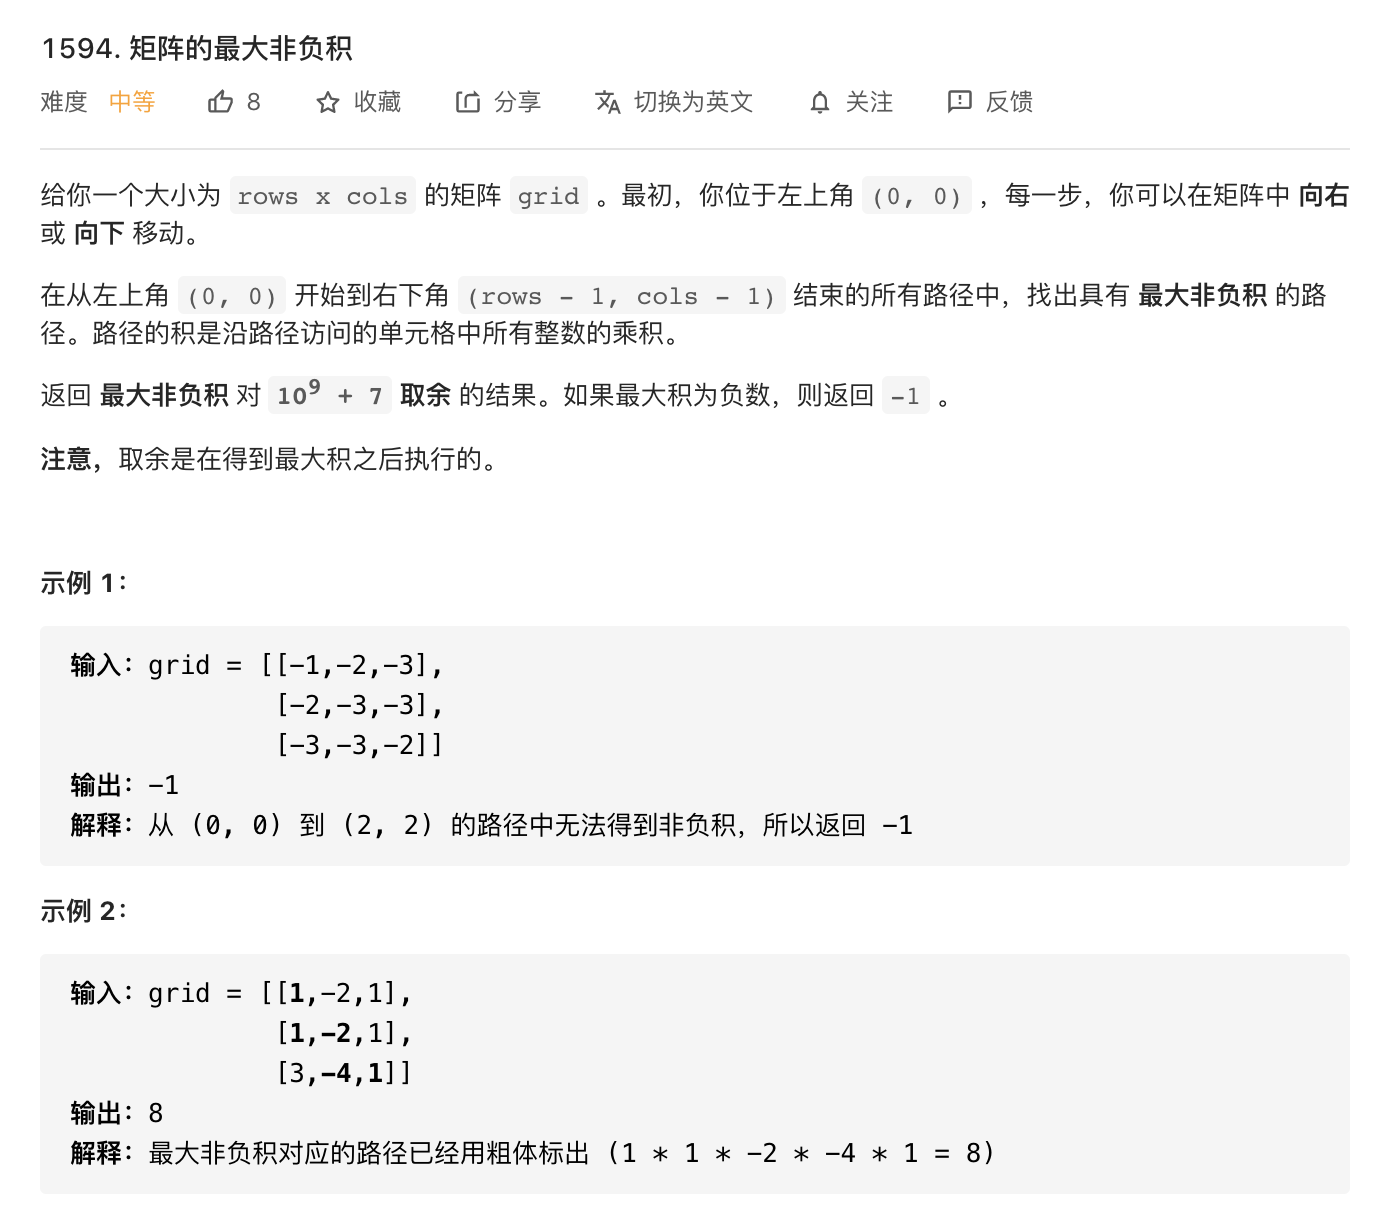 1594. 矩阵的最大非负积
难度 中等 8 收藏 分享 切换为英文 关注 反馈
给你一个大小为 rows x cols 的矩阵 grid 。最初，你位于左上角 (0, 0) ，每一步，你可以在矩阵中 向右
或 向下 移动。
在从左上角 (0, 0) 开始到右下角 (rows - 1, cols - 1) 结束的所有路径中，找出具有 最大非负积 的路
径。路径的积是沿路径访问的单元格中所有整数的乘积。
返回 最大非负积 对 10⁹ + 7 取余 的结果。如果最大积为负数，则返回 -1 。
注意，取余是在得到最大积之后执行的。
示例 1：
输入：grid = [[-1,-2,-3],
[-2,-3,-3],
[-3,-3,-2]]
输出：-1
解释：从 (0, 0) 到 (2, 2) 的路径中无法得到非负积，所以返回 -1
示例 2：
输入：grid = [[1,-2,1],
[1,-2,1],
[3,-4,1]]
输出：8
解释：最大非负积对应的路径已经用粗体标出 (1 * 1 * -2 * -4 * 1 = 8)